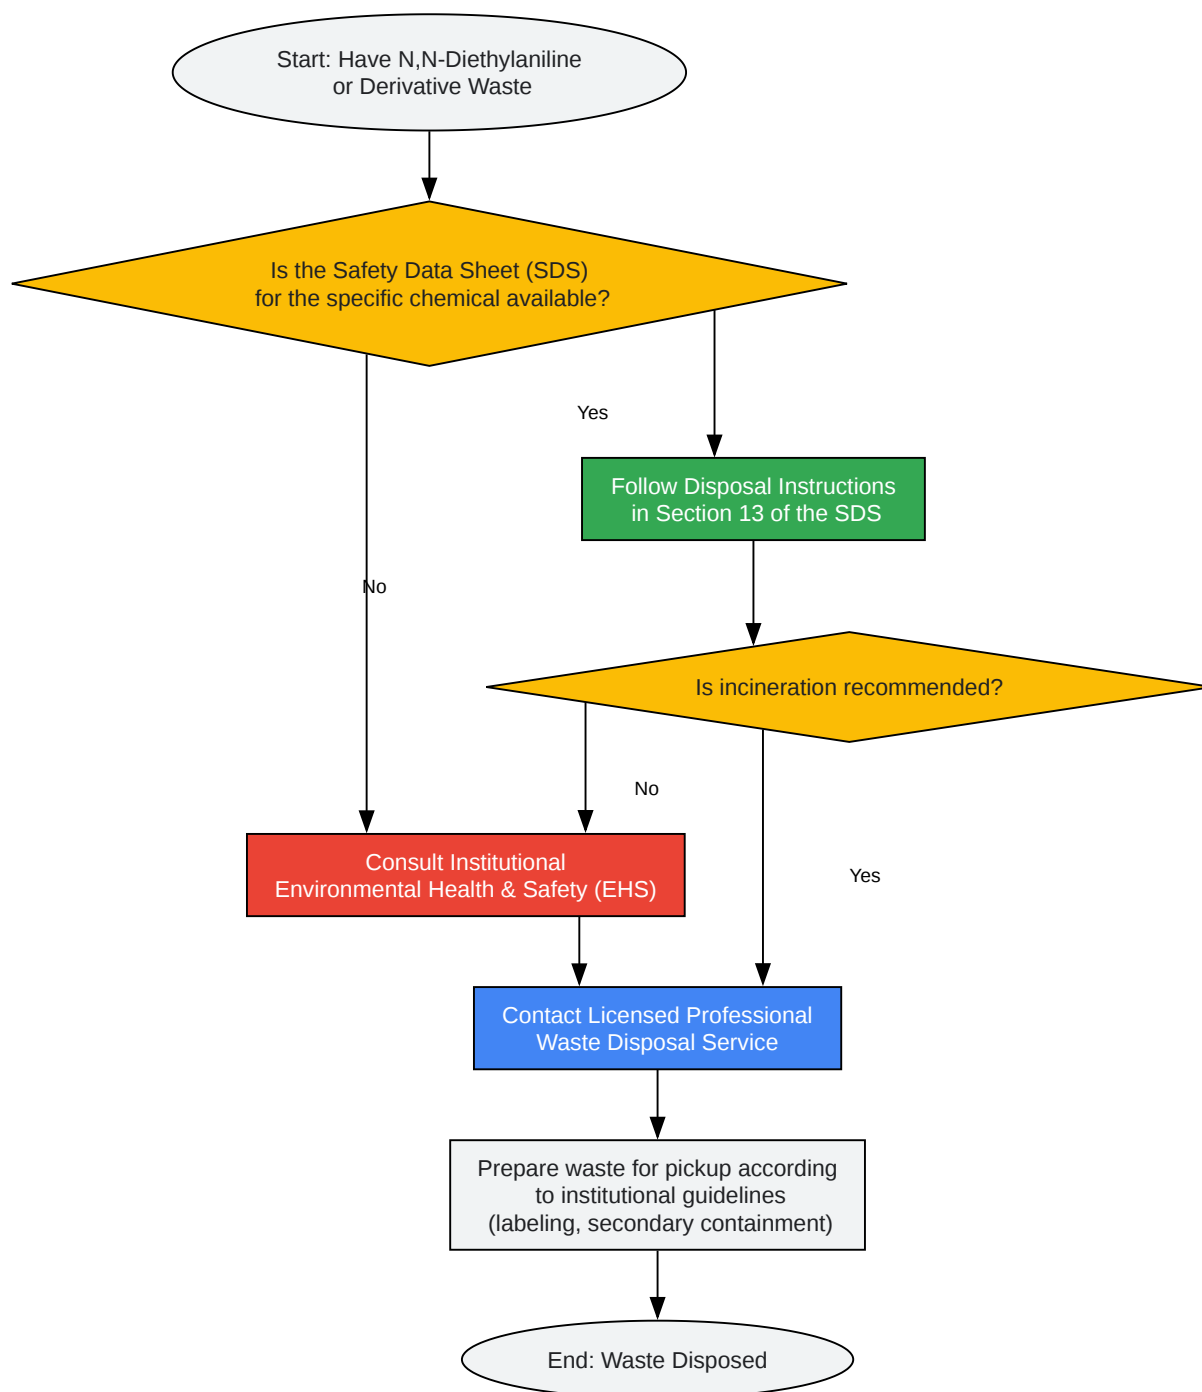 Start: Have N,N-Diethylaniline
or Derivative Waste
Is the Safety Data Sheet (SDS)
for the specific chemical available?
Yes
Follow Disposal Instructions
in Section 13 of the SDS
No
Is incineration recommended?
No
Consult Institutional
Environmental Health & Safety (EHS)
Yes
Contact Licensed Professional
Waste Disposal Service
Prepare waste for pickup according
to institutional guidelines
(labeling, secondary containment)
End: Waste Disposed